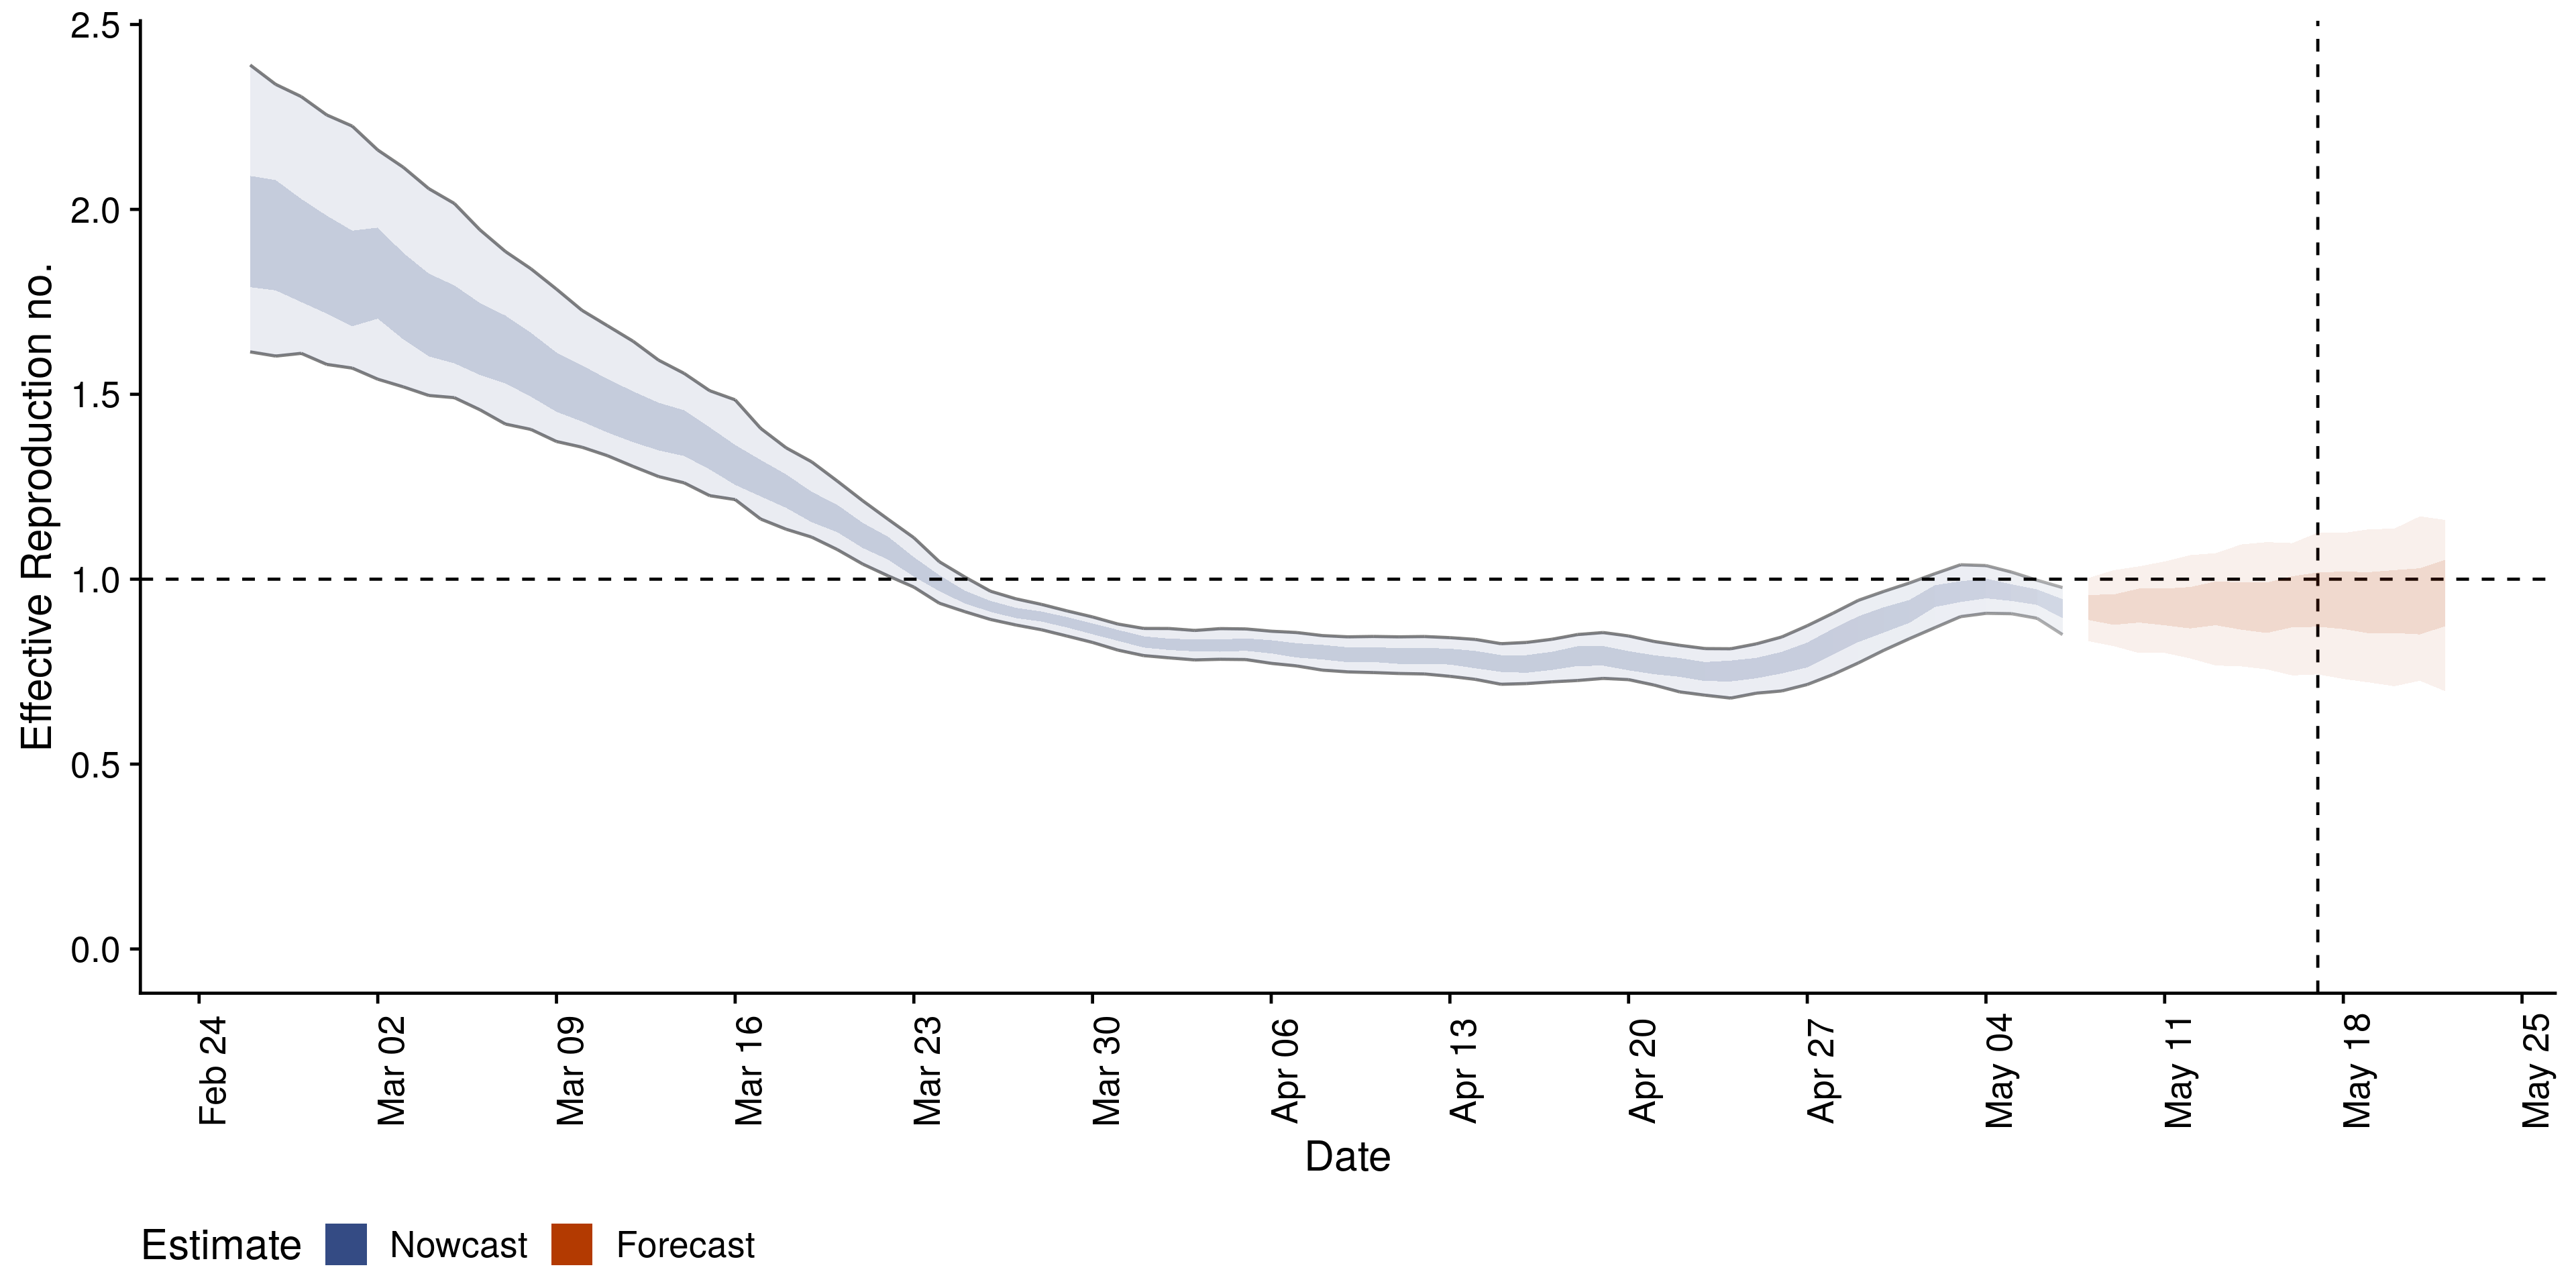 Effective Reproduction no.
2.5
2.0
1.5
1.0
0.5
0.0
Feb 24
Mar 02
Mar 09
Mar 16
Mar 23
Mar 30
Apr 06
Apr 13
Apr 20
Apr 27
May 04
May 11
May 18
May 25
Date
Estimate Nowcast Forecast